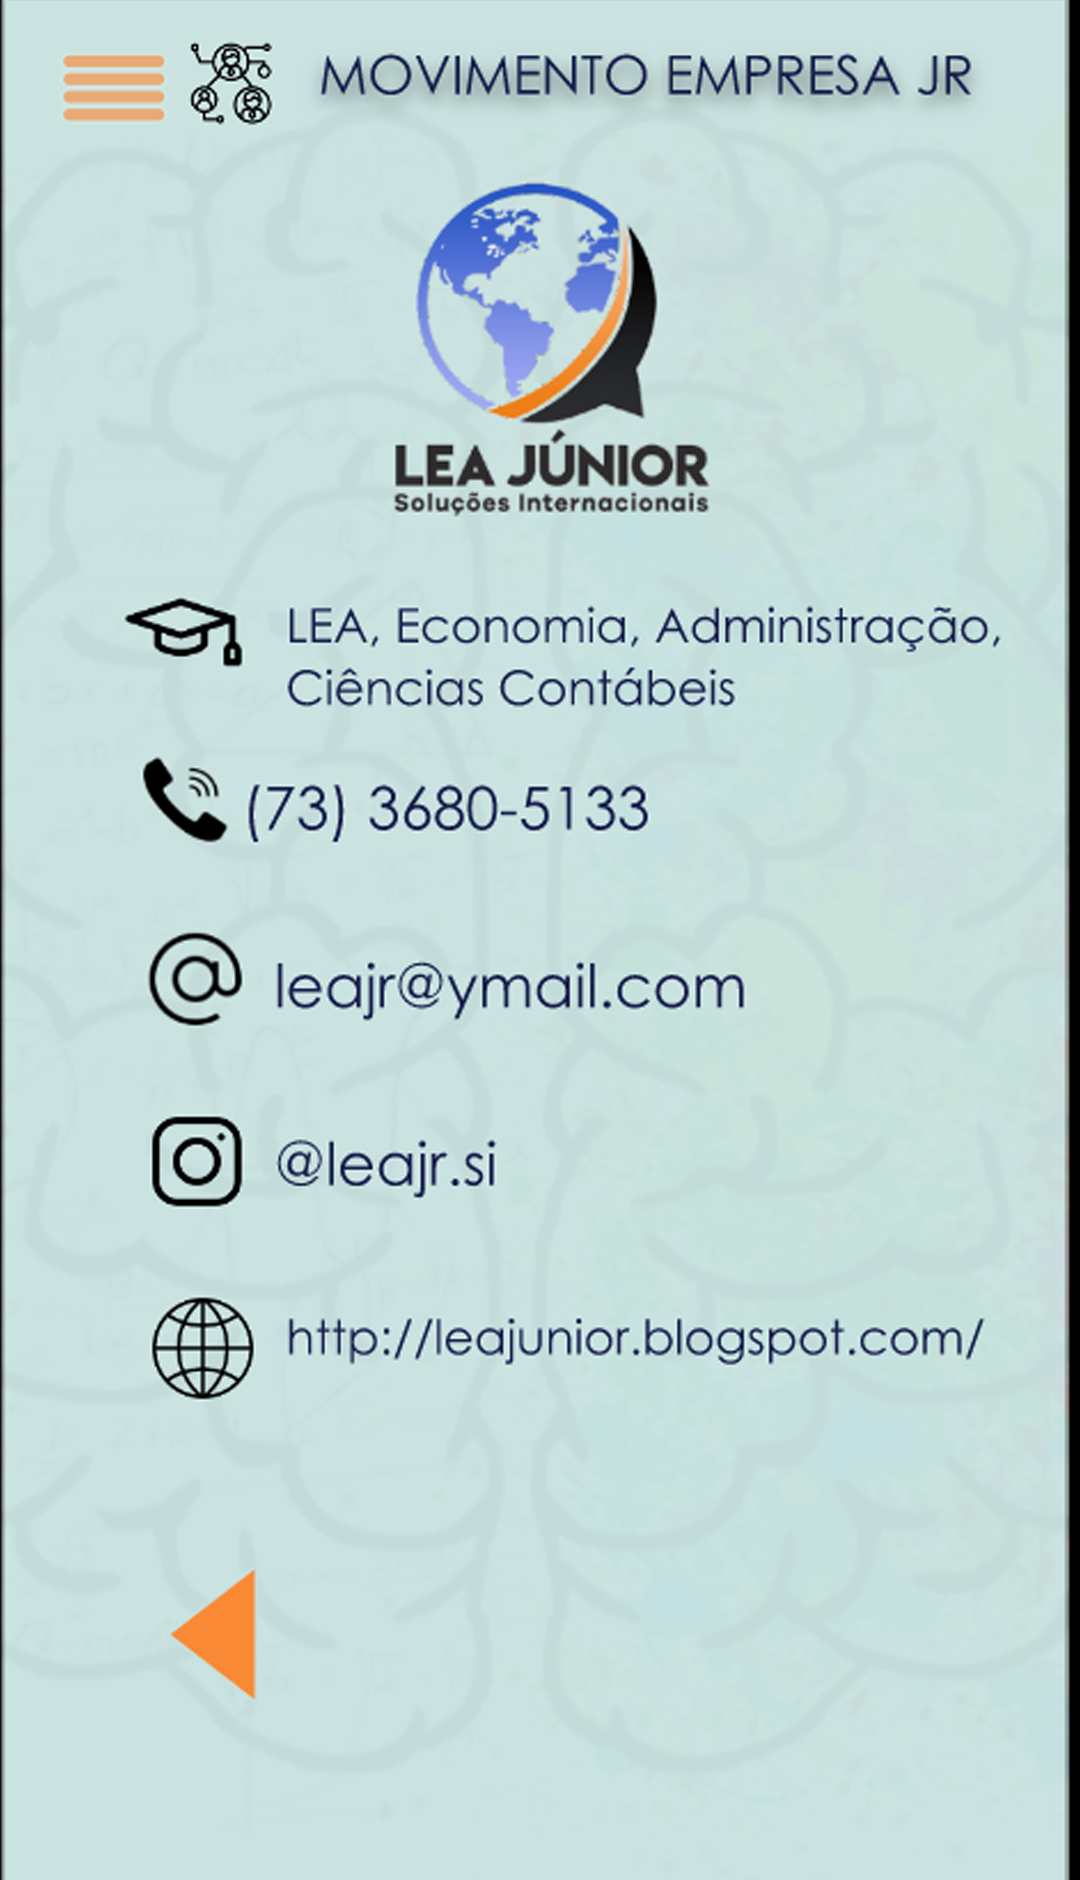 MOVIMENTO EMPRESA JR
LEA JÚNIOR
Soluções Internacionais
LEA, Economia, Administração,
Ciências Contábeis
(73) 3680-5133
leajr@ymail.com
@leajr.si
http://leajunior.blogspot.com/